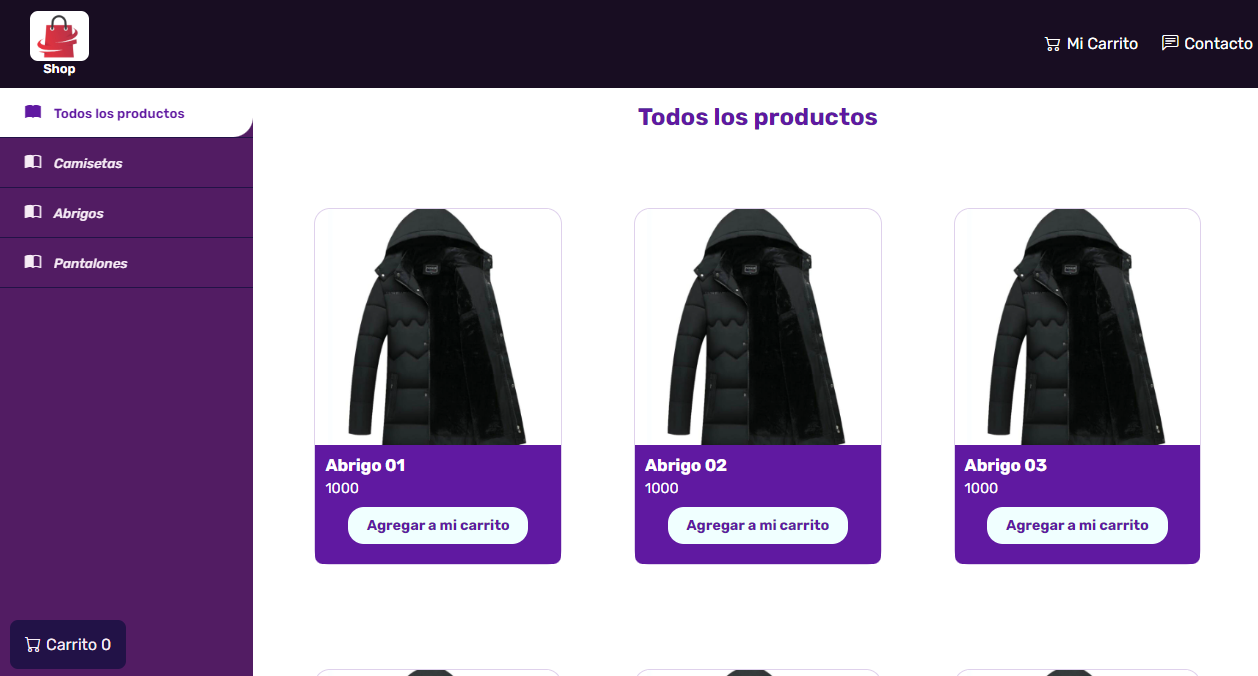 Shop
Mi Carrito
Contacto
Todos los productos
Camisetas
Abrigos
Pantalones
Carrito 0
Todos los productos
Abrigo 01
1000
Agregar a mi carrito
Abrigo 02
1000
Agregar a mi carrito
Abrigo 03
1000
Agregar a mi carrito